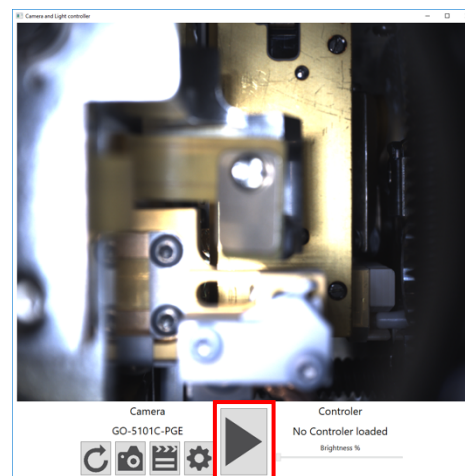 Camera and Light controller
Camera
Controler
GO-5101C-PGE
No Controler loaded
Brightness %